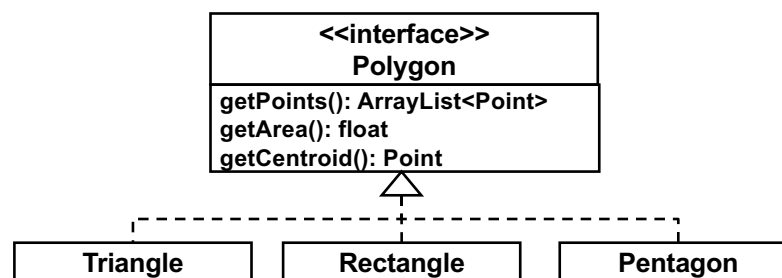 <<interface>>
Polygon
getPoints(): ArrayList<Point>
getArea(): float
getCentroid(): Point
Triangle
Rectangle
Pentagon